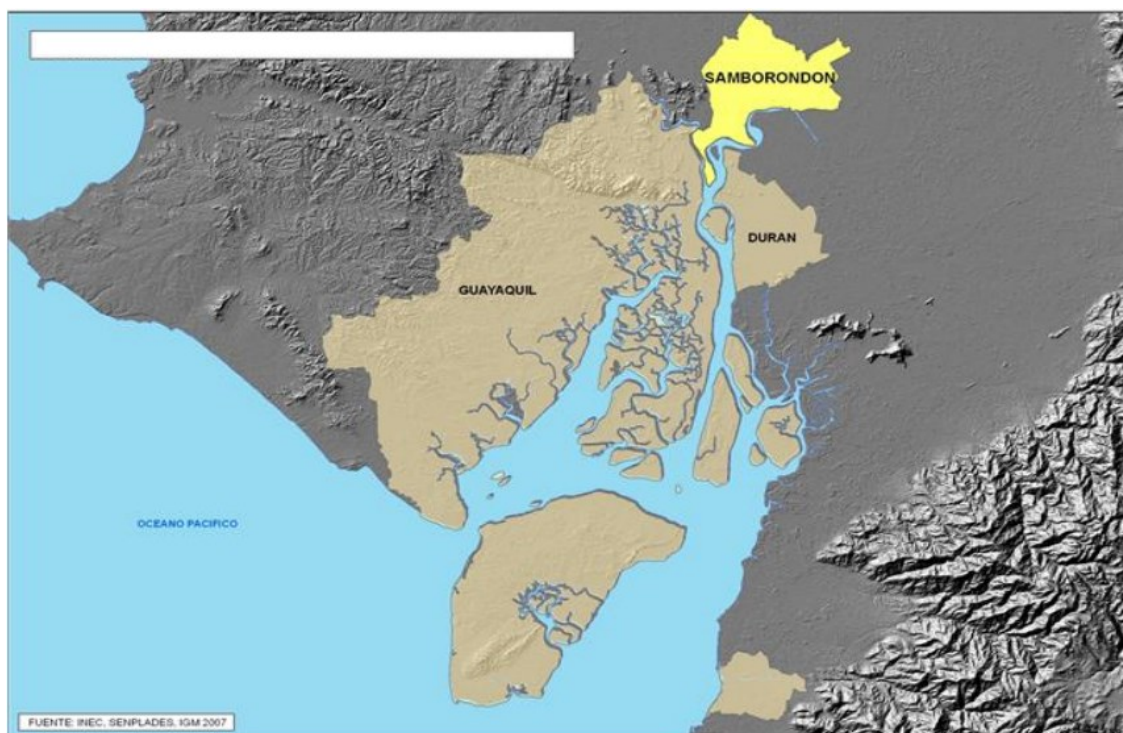 SAMBORONDON
DURAN
GUAYAQUIL
OCEANO PACIFICO
FUENTE: INEC, SENPLADES, IGM 2007